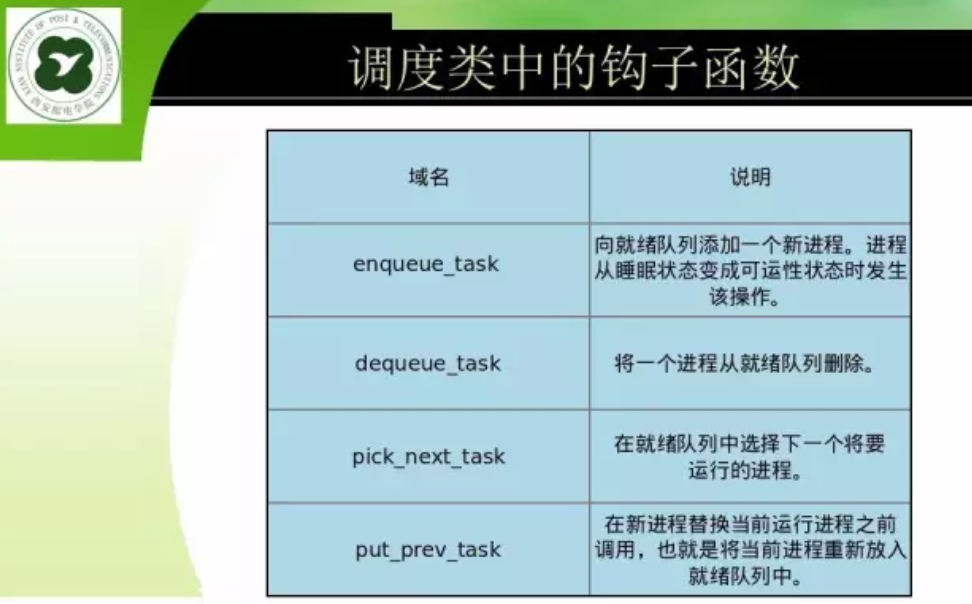 XIAN INSTITUTE OF POST & TELECOMMUNICATIONS
西安邮电学院
调度类中的钩子函数
域名
说明
enqueue_task
向就绪队列添加一个新进程。进程
从睡眠状态变成可运性状态时发生
该操作。
dequeue_task
将一个进程从就绪队列删除。
pick_next_task
在就绪队列中选择下一个将要
运行的进程。
put_prev_task
在新进程替换当前运行进程之前
调用，也就是将当前进程重新放入
就绪队列中。